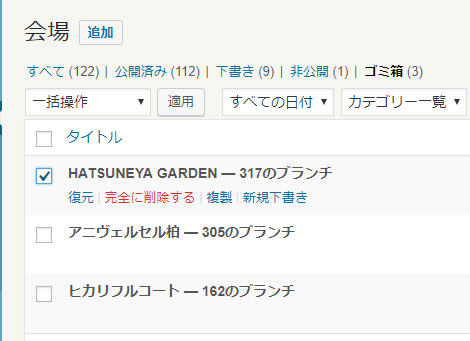 会場 追加
すべて (122) | 公開済み (112) | 下書き (9) | 非公開 (1) | ゴミ箱 (3)
一括操作 適用 すべての日付 カテゴリー一覧
タイトル
HATSUNEYA GARDEN — 317のブランチ
復元 | 完全に削除する | 複製 | 新規下書き
アニヴェルセル柏 — 305のブランチ
ヒカリフルコート — 162のブランチ